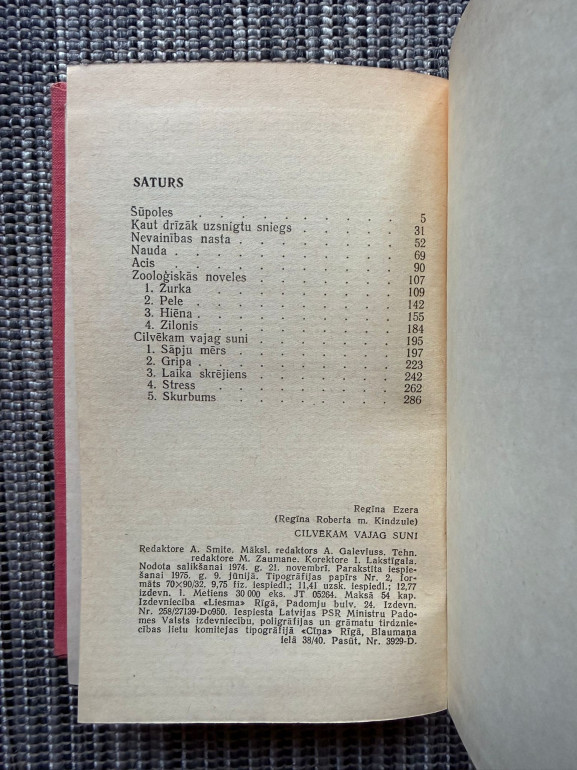 SATURS
Šūpoles . . . . . . . . . . 5
Kaut drīzāk uzsnigtu sniegs . . . . . 31
Nevainības nasta . . . . . . . . 52
Nauda . . . . . . . . . . 69
Acis . . . . . . . . . . 90
Zooloģiskās noveles . . . . . . . 107
1. Žurka . . . . . . . . . 109
2. Pele . . . . . . . . . . 142
3. Hiēna . . . . . . . . . 155
4. Zilonis . . . . . . . . . 184
Cilvēkam vajag suni . . . . . . . 195
1. Sāpju mērs . . . . . . . . 197
2. Gripa . . . . . . . . . . 223
3. Laika skrējiens . . . . . . . 242
4. Stress . . . . . . . . . 262
5. Skurbums . . . . . . . . 286
Regīna Ezera
(Regīna Roberta m. Kindzule)
CILVĒKAM VAJAG SUNI
Redaktore A. Smite. Māksl. redaktors A. Galeviuss. Tehn.
redaktore M. Zaumane. Korektore I. Lakstīgala.
Nodota salikšanai 1974. g. 21. novembrī. Parakstīta iespie-
šanai 1975. g. 9. jūnijā. Tipogrāfijas papīrs Nr. 2, for-
māts 70×90/32. 9,75 fiz. iespiedl.; 11,41 uzsk. iespiedl.; 12,77
izdevn. l. Metiens 30 000 eks. JT 05264. Maksā 54 kap.
Izdevniecība «Liesma» Rīgā, Padomju bulv. 24. Izdevn.
Nr. 258/27139-Dc950. Iespiesta Latvijas PSR Ministru Pado-
mes Valsts izdevniecību, poligrāfijas un grāmatu tirdznie-
cības lietu komitejas tipogrāfijā «Cīņa» Rīgā, Blaumaņa
ielā 38/40. Pasūt. Nr. 3929-D.